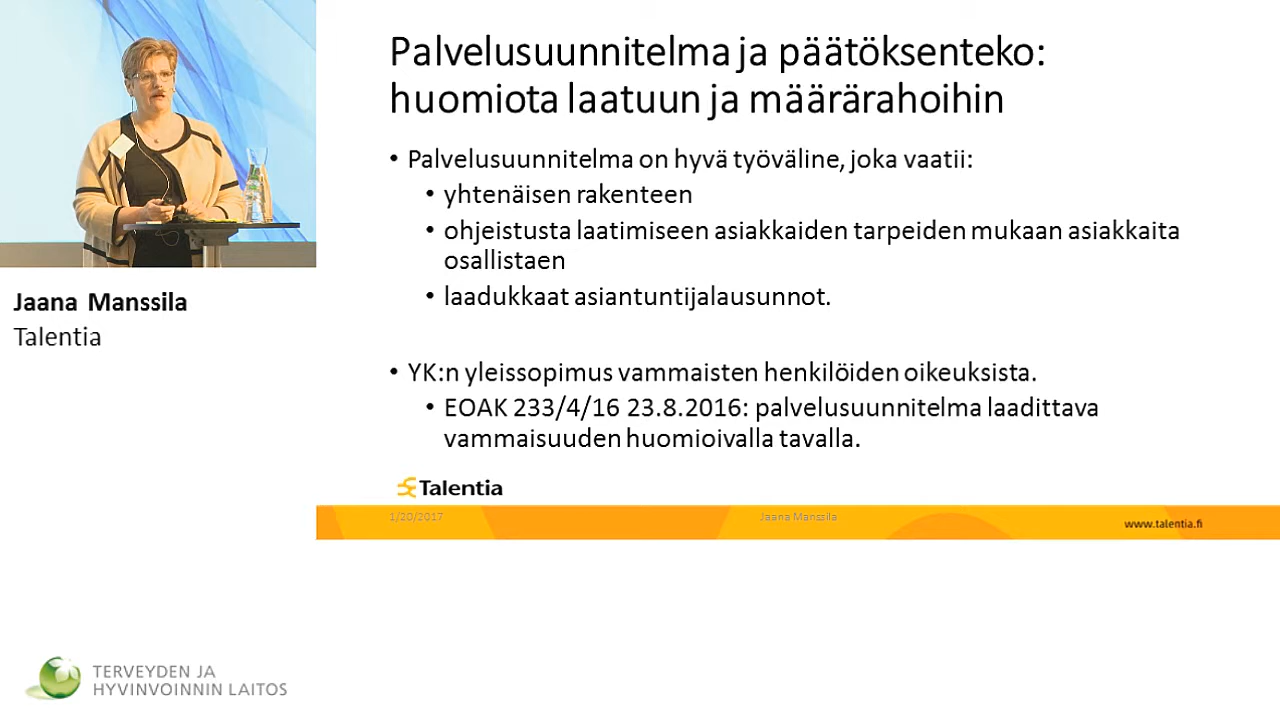 Palvelusuunnitelma ja päätöksenteko:
huomiota laatuun ja määrärahoihin
• Palvelusuunnitelma on hyvä työväline, joka vaatii:
• yhtenäisen rakenteen
• ohjeistusta laatimiseen asiakkaiden tarpeiden mukaan asiakkaita
osallistaen
• laadukkaat asiantuntijalausunnot.
• YK:n yleissopimus vammaisten henkilöiden oikeuksista.
• EOAK 233/4/16 23.8.2016: palvelusuunnitelma laadittava
vammaisuuden huomioivalla tavalla.
Talentia
1/20/2017
Jaana Manssila
www.talentia.fi
Jaana Manssila
Talentia
TERVEYDEN JA
HYVINVOINNIN LAITOS